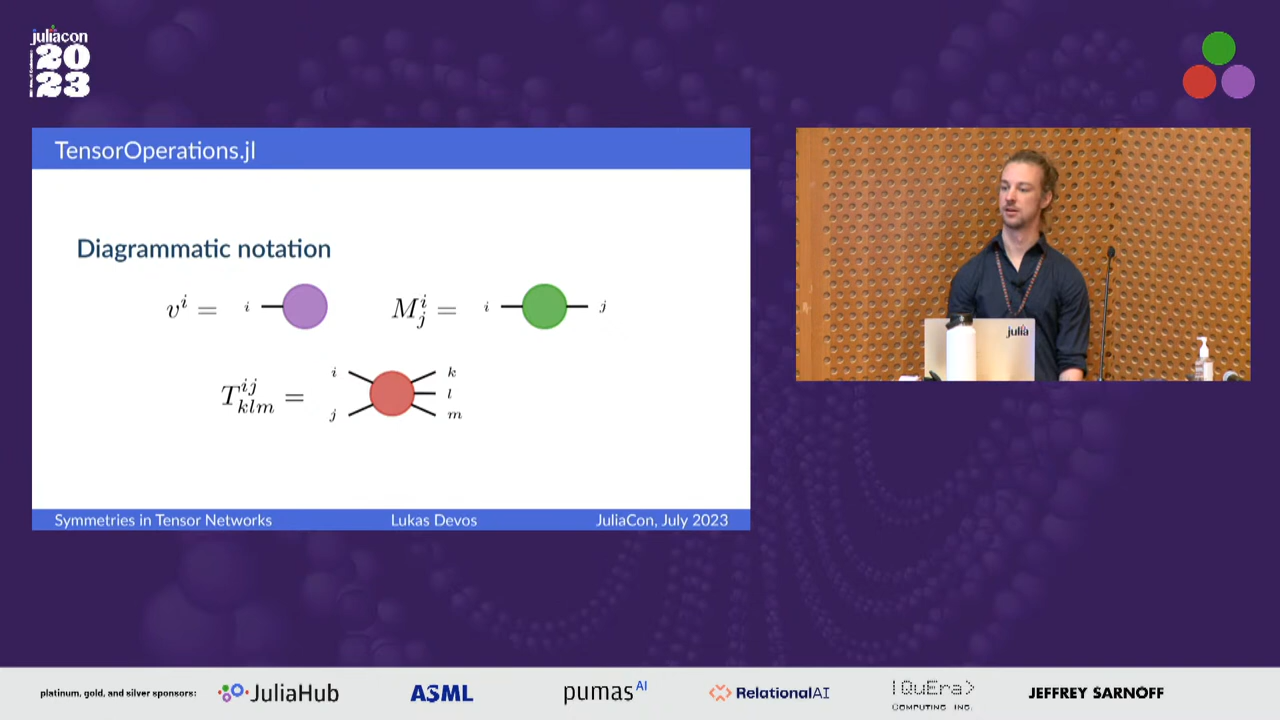 juliacon
2023
TensorOperations.jl
Diagrammatic notation
v^i = i
M^i_j = i j
T^{ij}_{klm} = i j k l m
Symmetries in Tensor Networks Lukas Devos JuliaCon, July 2023
julia
platinum, gold, and silver sponsors: JuliaHub ASML pumas AI RelationalAI |QuEra> COMPUTING INC. JEFFREY SARNOFF